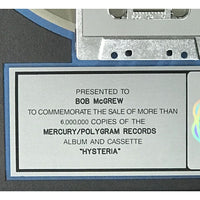 PRESENTED TO
BOB McGREW
TO COMMEMORATE THE SALE OF MORE THAN
6,000,000 COPIES OF THE
MERCURY/POLYGRAM RECORDS
ALBUM AND CASSETTE
"HYSTERIA"